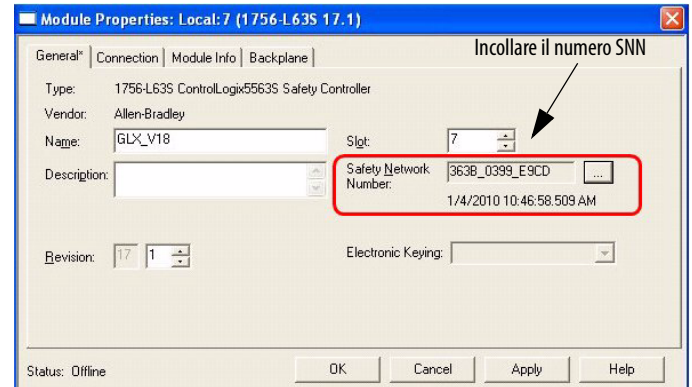 Module Properties: Local:7 (1756-L63S 17.1)
General* Connection Module Info Backplane
Incollare il numero SNN
Type: 1756-L63S ControlLogix5563S Safety Controller
Vendor: Allen-Bradley
Name: GLX_V18
Slot: 7
Description:
Safety Network Number: 363B_0399_E9CD ...
1/4/2010 10:46:58.509 AM
Revision: 17 1
Electronic Keying:
Status: Offline
OK Cancel Apply Help